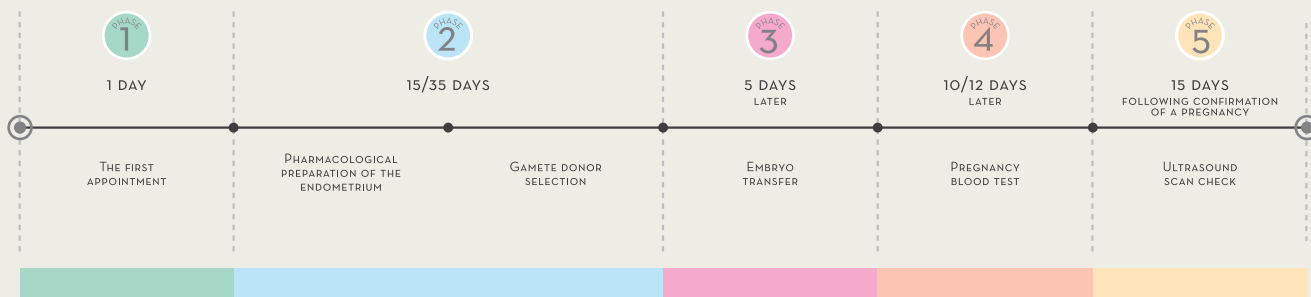 PHASE
1
PHASE
2
PHASE
3
PHASE
4
PHASE
5
1 DAY
15/35 DAYS
5 DAYS
LATER
10/12 DAYS
LATER
15 DAYS
FOLLOWING CONFIRMATION
OF A PREGNANCY
THE FIRST
APPOINTMENT
PHARMACOLOGICAL
PREPARATION OF THE
ENDOMETRIUM
GAMETE DONOR
SELECTION
EMBRYO
TRANSFER
PREGNANCY
BLOOD TEST
ULTRASOUND
SCAN CHECK